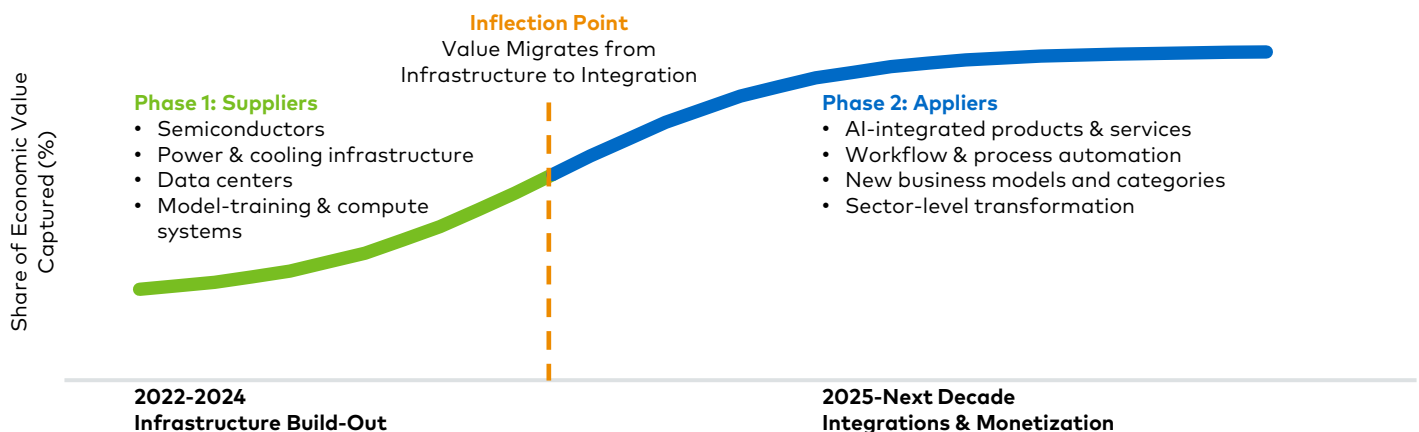 Inflection Point
Value Migrates from
Infrastructure to Integration
Share of Economic Value
Captured (%)
Phase 1: Suppliers
• Semiconductors
• Power & cooling infrastructure
• Data centers
• Model-training & compute
systems
Phase 2: Appliers
• AI-integrated products & services
• Workflow & process automation
• New business models and categories
• Sector-level transformation
2022-2024
Infrastructure Build-Out
2025-Next Decade
Integrations & Monetization